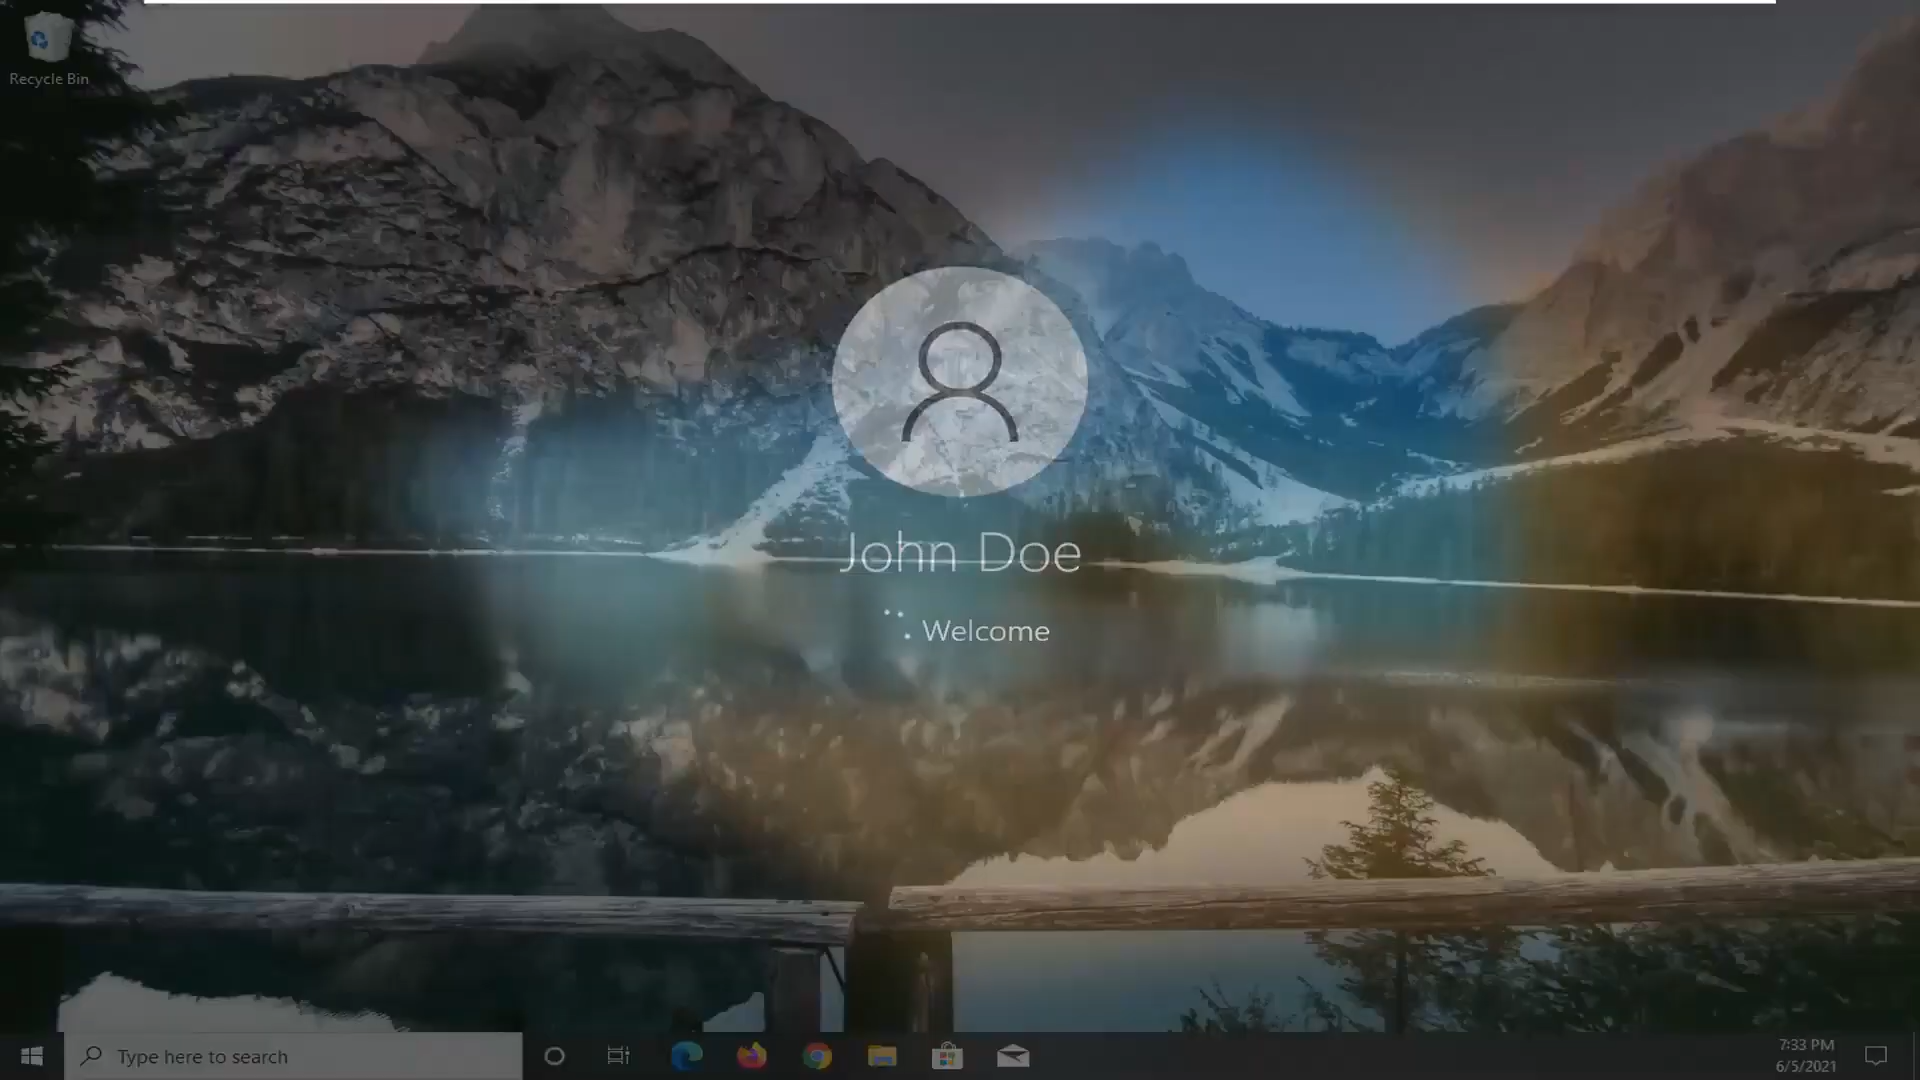 Recycle Bin
John Doe
Welcome
Type here to search
7:33 PM
6/5/2021